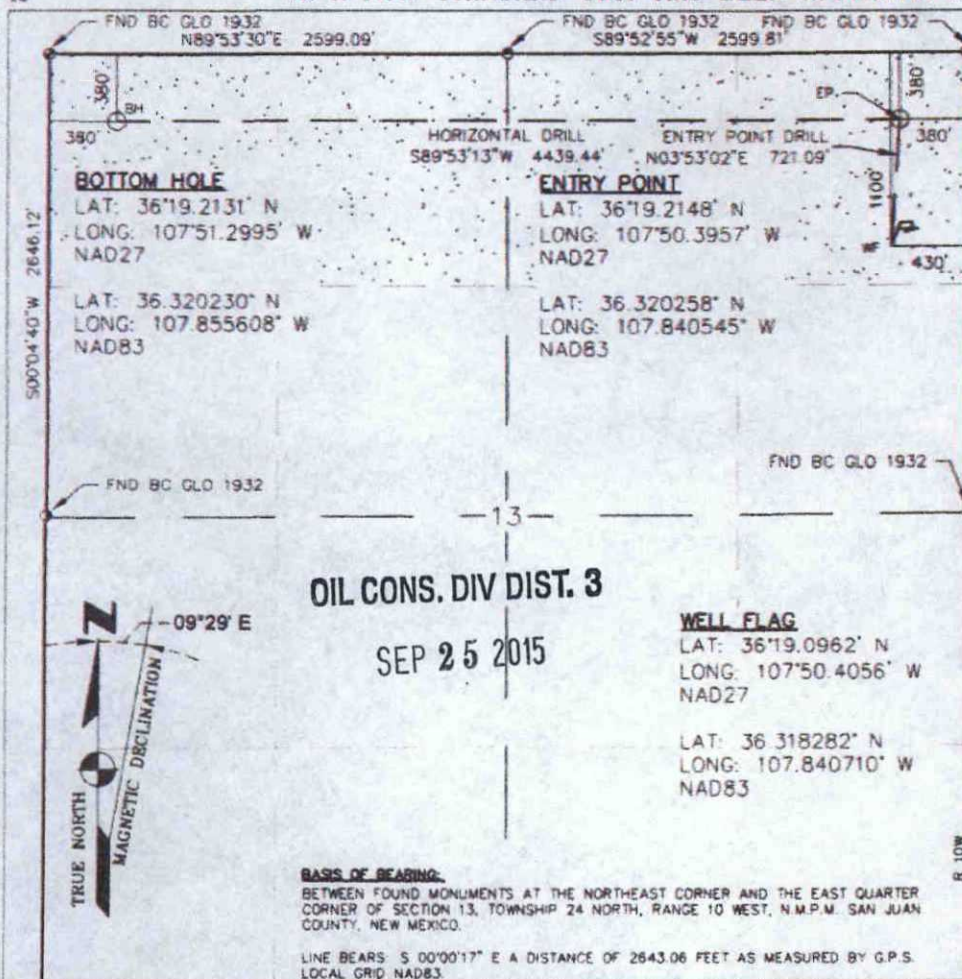 FND BC GLO 1932
N89°53'30"E 2599.09'
FND BC GLO 1932
FND BC GLO 1932
S89°52'55"W 2599.81'
380'
BH
380'
EP
380'
380'
HORIZONTAL DRILL
S89°53'13"W 4439.44'
ENTRY POINT DRILL
N03°53'02"E 721.09'
1100'
WF
430'
S00°04'40"W 2646.12'
BOTTOM HOLE
LAT: 36°19.2131' N
LONG: 107°51.2995' W
NAD27
LAT: 36.320230° N
LONG: 107.855608° W
NAD83
ENTRY POINT
LAT: 36°19.2148' N
LONG: 107°50.3957' W
NAD27
LAT: 36.320258° N
LONG: 107.840545° W
NAD83
FND BC GLO 1932
FND BC GLO 1932
13
OIL CONS. DIV DIST. 3
SEP 25 2015
09°29' E
TRUE NORTH
MAGNETIC DECLINATION
WELL FLAG
LAT: 36°19.0962' N
LONG: 107°50.4056' W
NAD27
LAT: 36.318282° N
LONG: 107.840710° W
NAD83
R 10W
BASIS OF BEARING:
BETWEEN FOUND MONUMENTS AT THE NORTHEAST CORNER AND THE EAST QUARTER
CORNER OF SECTION 13, TOWNSHIP 24 NORTH, RANGE 10 WEST, N.M.P.M. SAN JUAN
COUNTY, NEW MEXICO.
LINE BEARS: S 00°00'17" E A DISTANCE OF 2643.06 FEET AS MEASURED BY G.P.S.
LOCAL GRID NAD83.